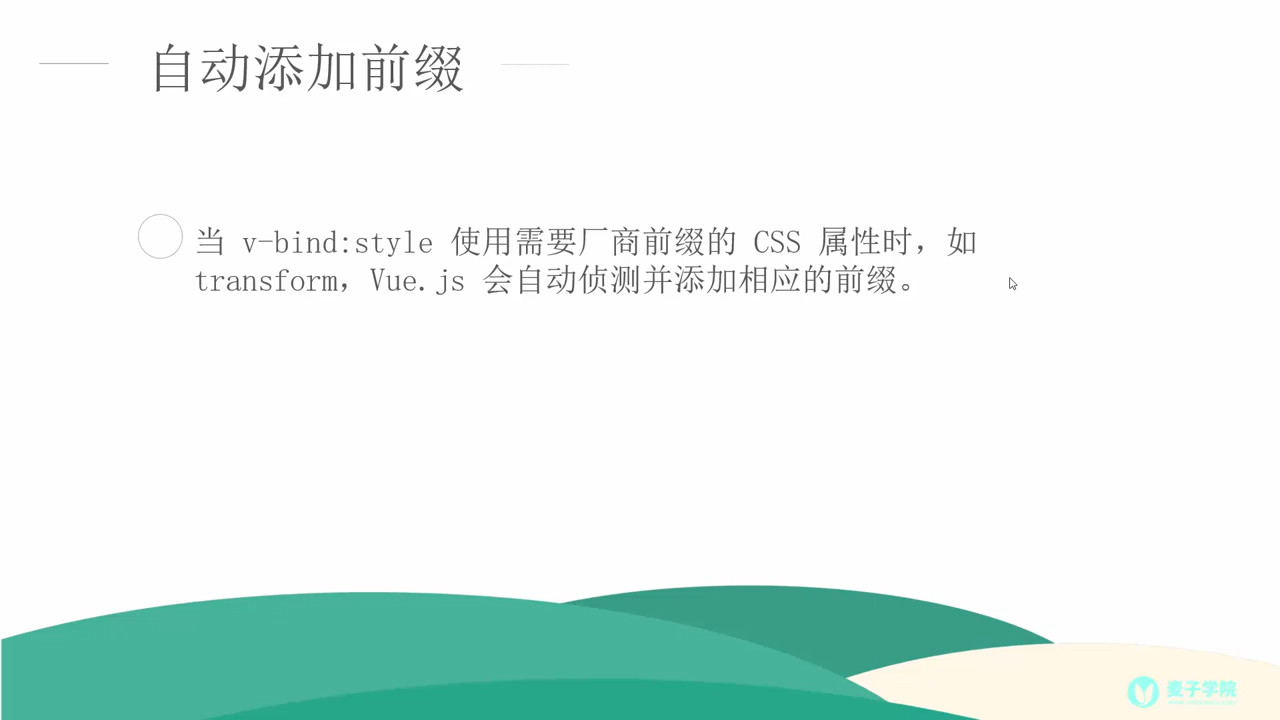 自动添加前缀
当 v-bind:style 使用需要厂商前缀的 CSS 属性时，如
transform，Vue.js 会自动侦测并添加相应的前缀。
麦子学院